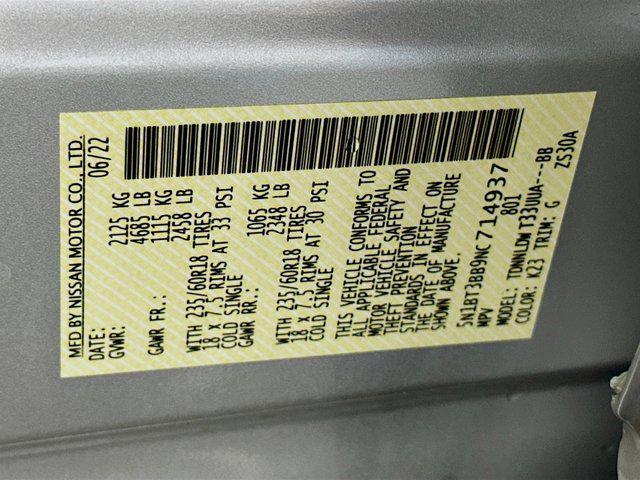 MFD BY NISSAN MOTOR CO., LTD.
DATE: 06/22
GVWR: 2125 KG
4685 LB
GAWR FR.: 1115 KG
2458 LB
WITH 235/60R18 TIRES
18 x 7.5 RIMS AT 33 PSI
COLD SINGLE
GAWR RR.: 1065 KG
2348 LB
WITH 235/60R18 TIRES
18 x 7.5 RIMS AT 30 PSI
COLD SINGLE
THIS VEHICLE CONFORMS TO
ALL APPLICABLE FEDERAL
MOTOR VEHICLE SAFETY AND
THEFT PREVENTION
STANDARDS IN EFFECT ON
THE DATE OF MANUFACTURE
SHOWN ABOVE.
5N1BT3BB9NC714937
MPV 801
MODEL: TDWNLDWT33UUA---BB
COLOR: K23 TRIM: G ZS30A